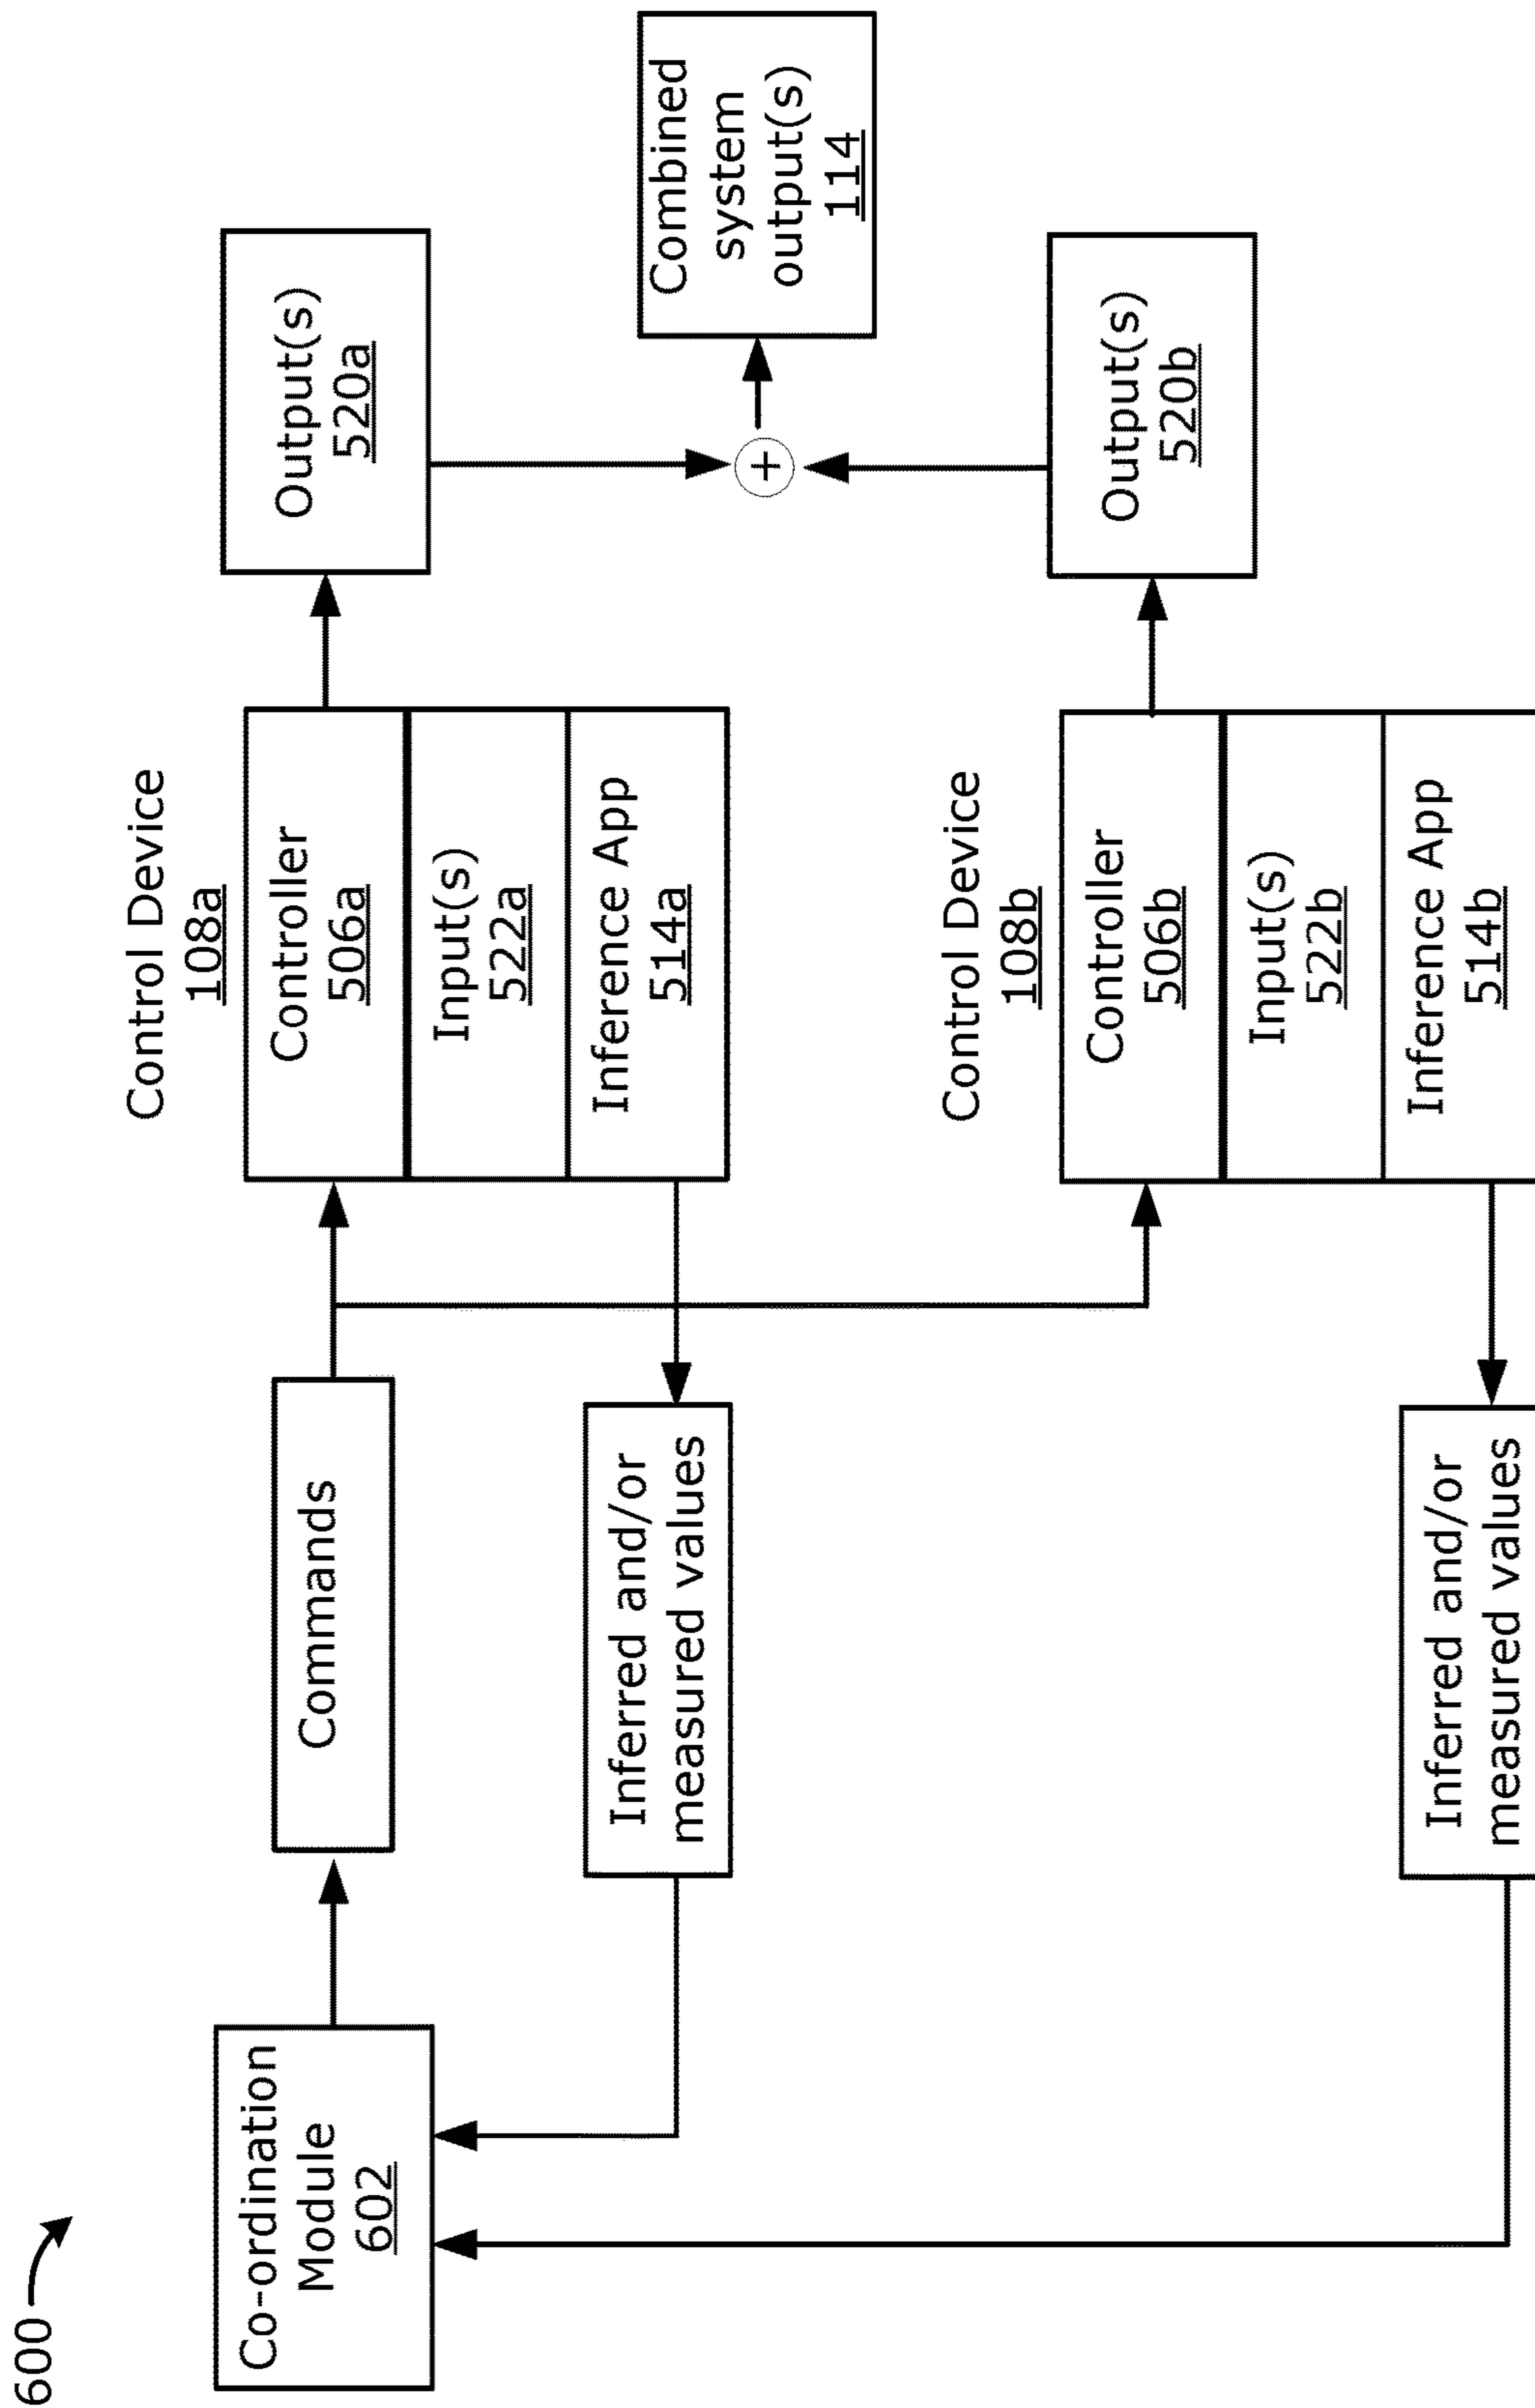 600
Co-ordination
Module
602
Commands
Control Device
108a
Controller
506a
Input(s)
522a
Inference App
514a
Output(s)
520a
Inferred and/or
measured values
+
Combined
system
output(s)
114
Control Device
108b
Controller
506b
Input(s)
522b
Inference App
514b
Output(s)
520b
Inferred and/or
measured values